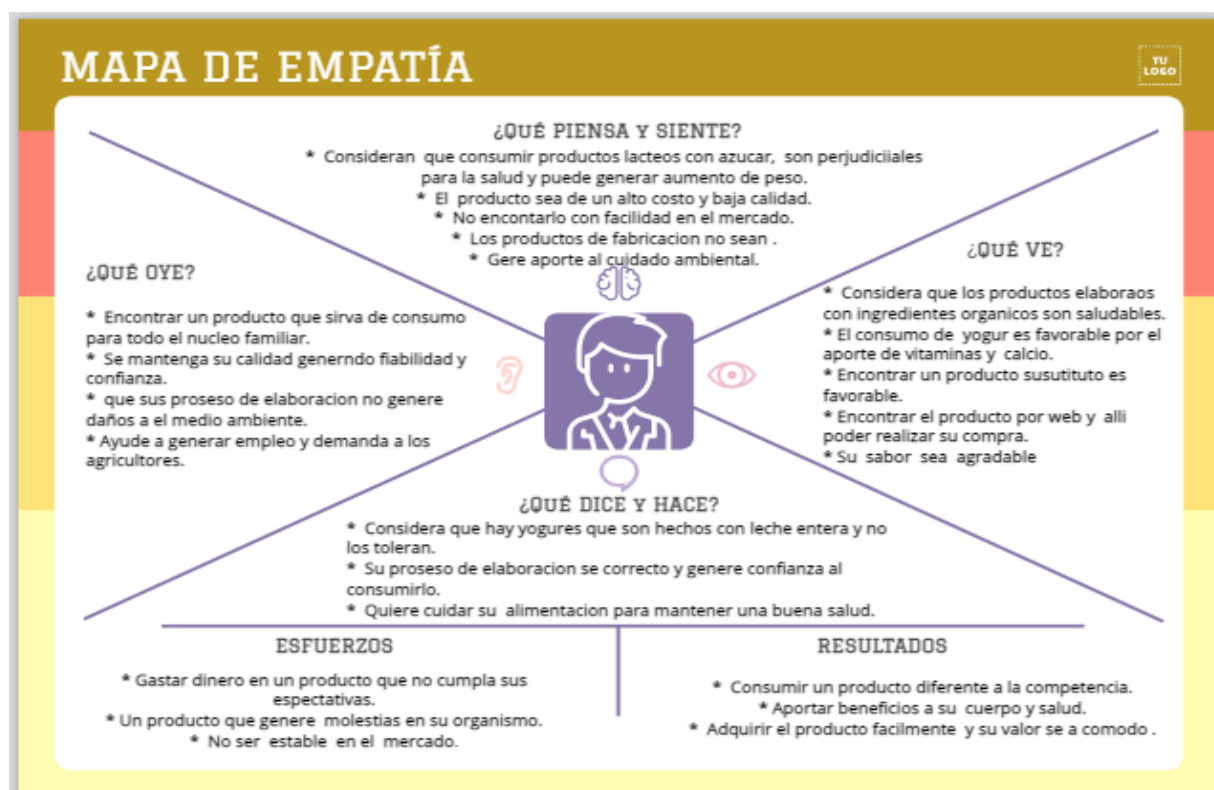 MAPA DE EMPATÍA
TU
LOGO
¿QUÉ PIENSA Y SIENTE?
* Consideran que consumir productos lacteos con azucar, son perjudiciiales
para la salud y puede generar aumento de peso.
* El producto sea de un alto costo y baja calidad.
* No encontarlo con facilidad en el mercado.
* Los productos de fabricacion no sean .
* Gere aporte al cuidado ambiental.
¿QUÉ OYE?
* Encontrar un producto que sirva de consumo
para todo el nucleo familiar.
* Se mantenga su calidad generndo fiabilidad y
confianza.
* que sus proseso de elaboracion no genere
daños a el medio ambiente.
* Ayude a generar empleo y demanda a los
agricultores.
¿QUÉ VE?
* Considera que los productos elaboraos
con ingredientes organicos son saludables.
* El consumo de yogur es favorable por el
aporte de vitaminas y calcio.
* Encontrar un producto susutituto es
favorable.
* Encontrar el producto por web y alli
poder realizar su compra.
* Su sabor sea agradable
¿QUÉ DICE Y HACE?
* Considera que hay yogures que son hechos con leche entera y no
los toleran.
* Su proseso de elaboracion se correcto y genere confianza al
consumirlo.
* Quiere cuidar su alimentacion para mantener una buena salud.
ESFUERZOS
* Gastar dinero en un producto que no cumpla sus
espectativas.
* Un producto que genere molestias en su organismo.
* No ser estable en el mercado.
RESULTADOS
* Consumir un producto diferente a la competencia.
* Aportar beneficios a su cuerpo y salud.
* Adquirir el producto facilmente y su valor se a comodo .